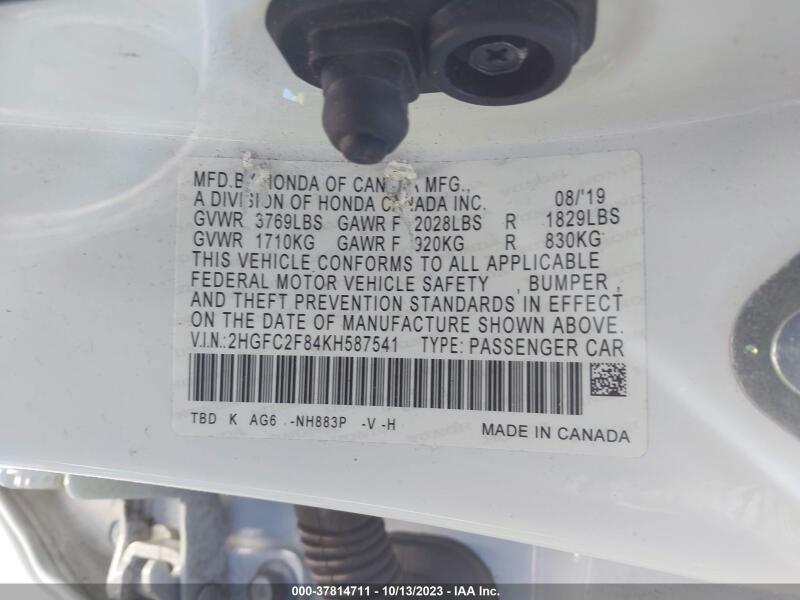 MFD.BY HONDA OF CANADA MFG.,
A DIVISION OF HONDA CANADA INC. 08/'19
GVWR 3769LBS GAWR F 2028LBS R 1829LBS
GVWR 1710KG GAWR F 920KG R 830KG
THIS VEHICLE CONFORMS TO ALL APPLICABLE
FEDERAL MOTOR VEHICLE SAFETY , BUMPER ,
AND THEFT PREVENTION STANDARDS IN EFFECT
ON THE DATE OF MANUFACTURE SHOWN ABOVE.
V.I.N.:2HGFC2F84KH587541 TYPE: PASSENGER CAR
TBD K AG6 -NH883P -V -H
MADE IN CANADA
000-37814711 - 10/13/2023 - IAA Inc.